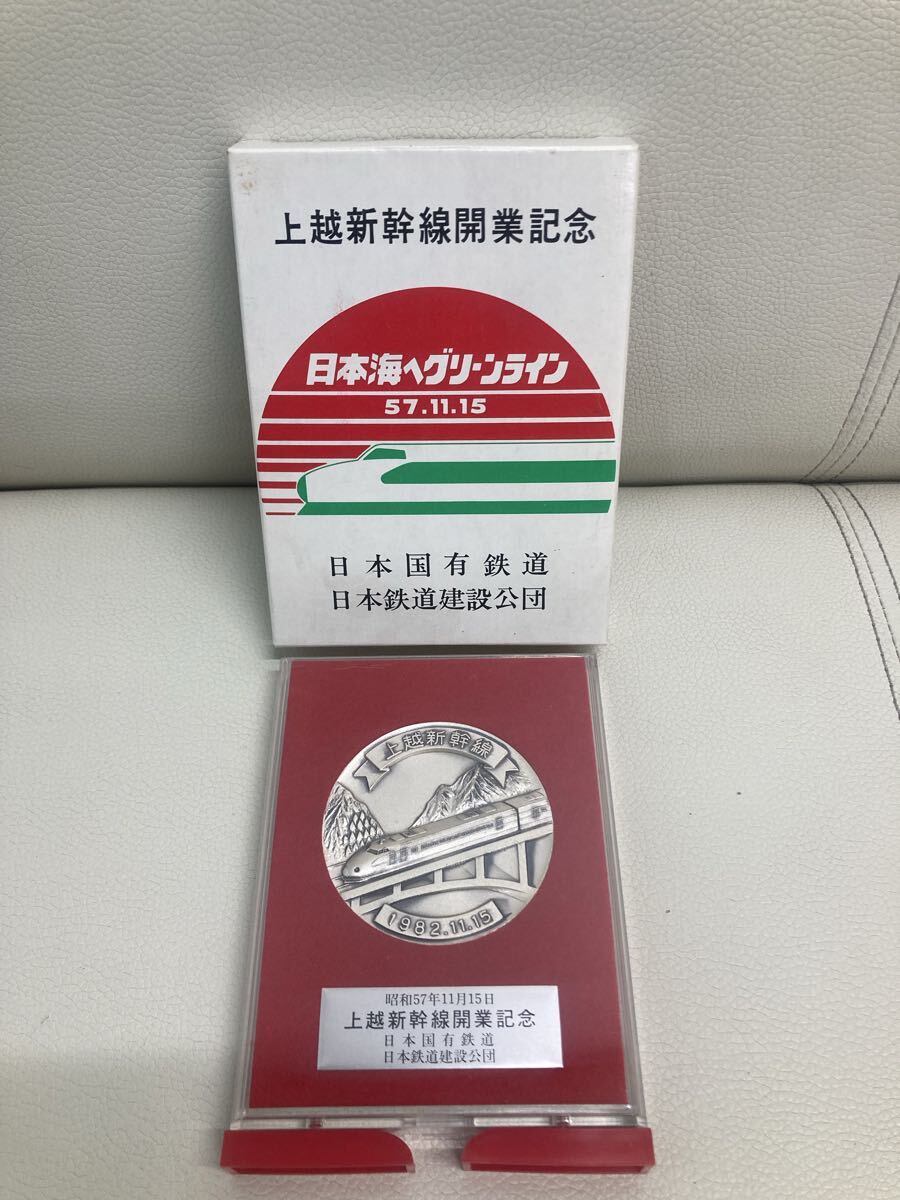 上越新幹線開業記念
日本海へグリーンライン
57.11.15
日本国有鉄道
日本鉄道建設公団
上越新幹線
1982.11.15
昭和57年11月15日
上越新幹線開業記念
日本国有鉄道
日本鉄道建設公団